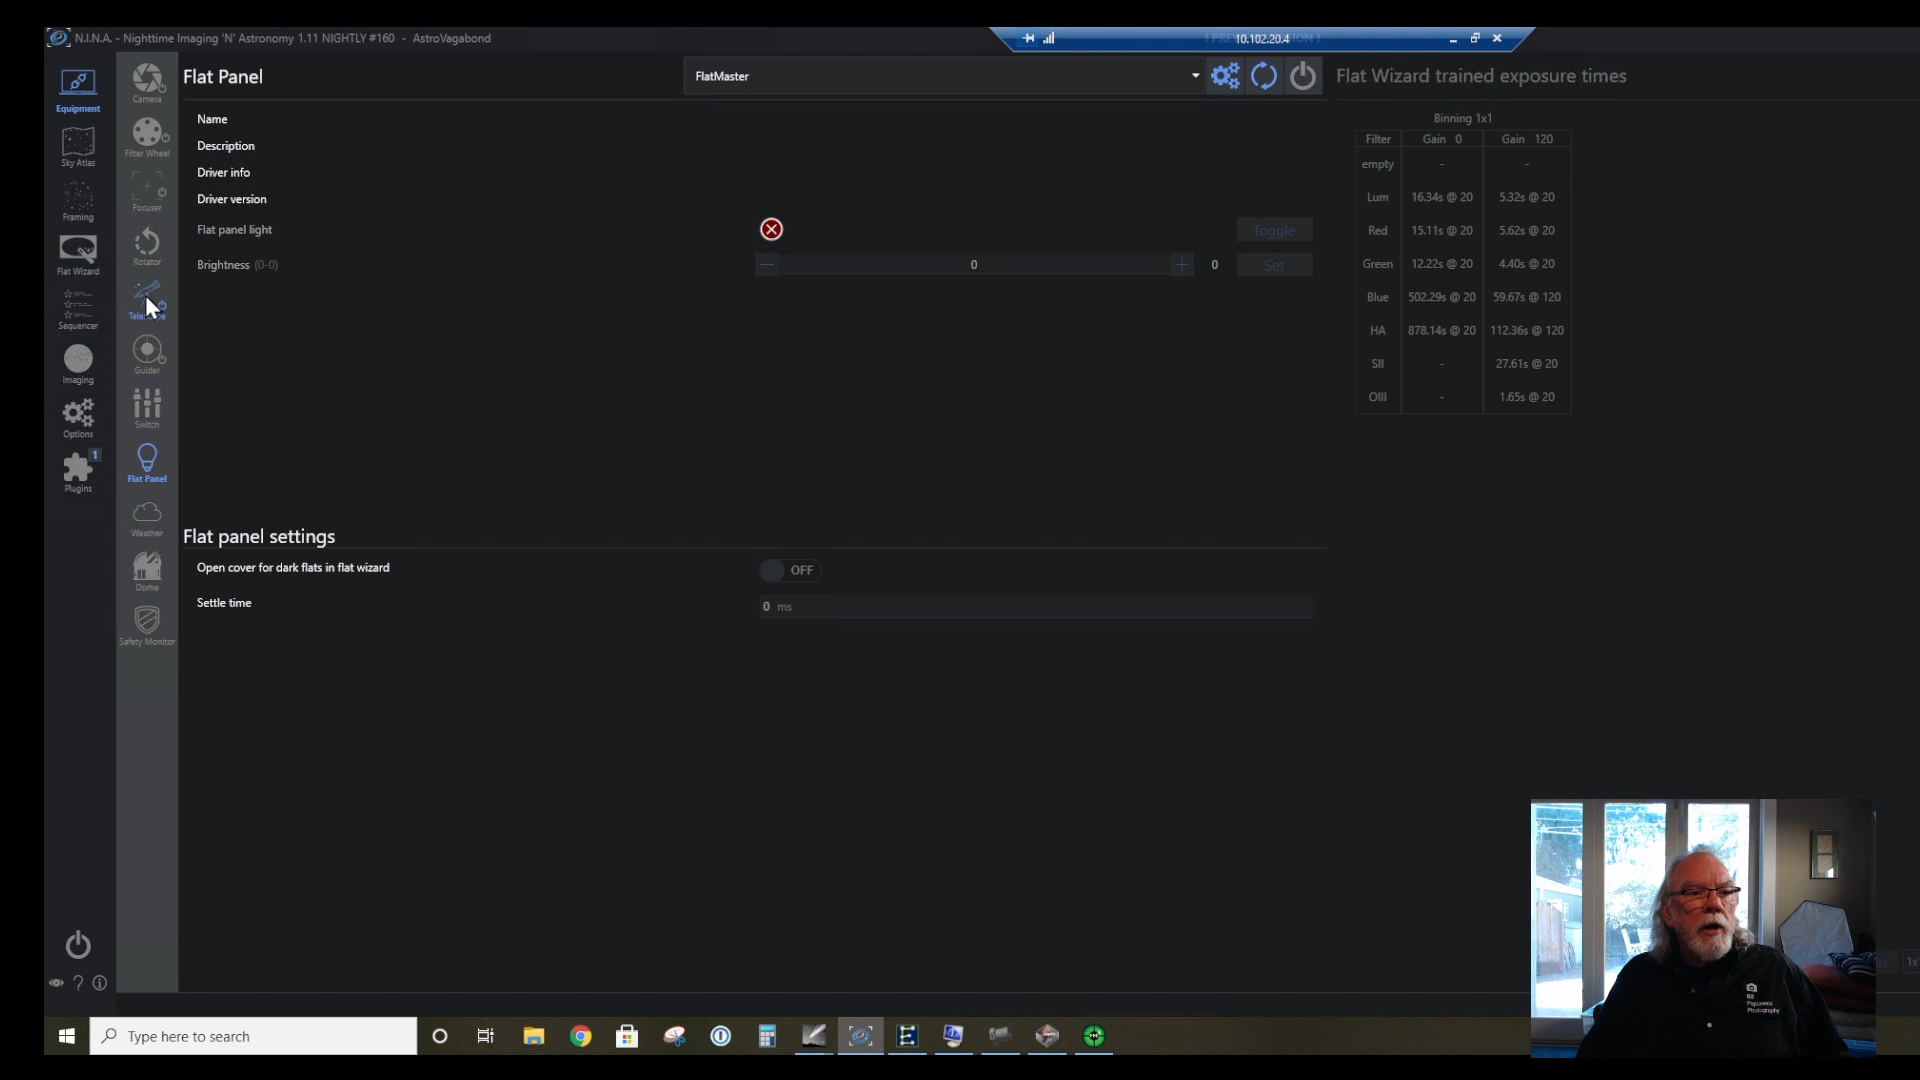 N.I.N.A. - Nighttime Imaging 'N' Astronomy 1.11 NIGHTLY #160 - AstroVagabond
10.102.20.4
Equipment
Sky Atlas
Framing
Flat Wizard
Sequencer
Imaging
Options
1
Plugins
Camera
Filter Wheel
Focuser
Rotator
Guider
Switch
Flat Panel
Weather
Dome
Safety Monitor
Flat Panel
FlatMaster
Name
Description
Driver info
Driver version
Flat panel light
Toggle
Brightness (0-0)
0
0
Set
Flat panel settings
Open cover for dark flats in flat wizard
OFF
Settle time
0 ms
Flat Wizard trained exposure times
Binning 1x1
Filter Gain 0 Gain 120
empty - -
Lum 16.34s @ 20 5.32s @ 20
Red 15.11s @ 20 5.62s @ 20
Green 12.22s @ 20 4.40s @ 20
Blue 502.29s @ 20 59.67s @ 120
HA 878.14s @ 20 112.36s @ 120
SII - 27.61s @ 20
OIII - 1.65s @ 20
Bill
Photography
Type here to search